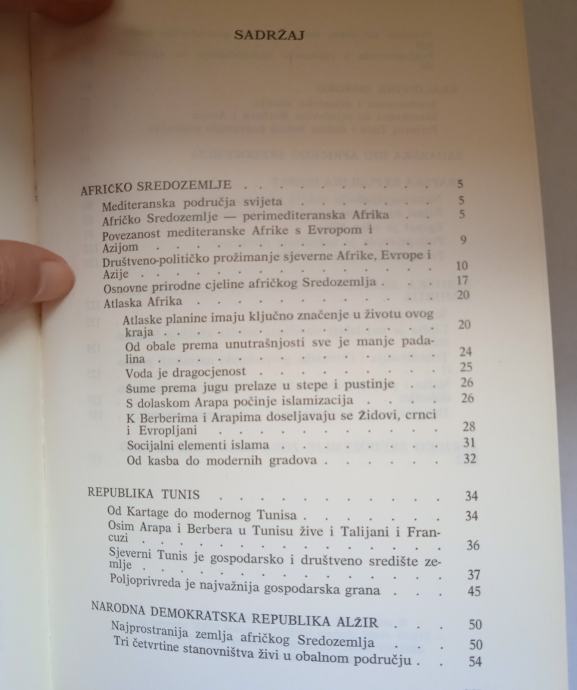 SADRŽAJ
AFRIČKO SREDOZEMLJE . . . . . . . . . . . 5
Mediteranska područja svijeta . . . . . . . 5
Afričko Sredozemlje — perimediteranska Afrika . . 5
Povezanost mediteranske Afrike s Evropom i
Azijom . . . . . . . . . . . . 9
Društveno-političko prožimanje sjeverne Afrike, Evrope i
Azije . . . . . . . . . . . . 10
Osnovne prirodne cjeline afričkog Sredozemlja . . . 17
Atlaska Afrika . . . . . . . . . . 20
Atlaske planine imaju ključno značenje u životu ovog
kraja . . . . . . . . . . . 20
Od obale prema unutrašnjosti sve je manje pada-
lina . . . . . . . . . . . 24
Voda je dragocjenost . . . . . . . 25
Šume prema jugu prelaze u stepe i pustinje . . 26
S dolaskom Arapa počinje islamizacija . . . 26
K Berberima i Arapima doseljavaju se Židovi, crnci
i Evropljani . . . . . . . . . 28
Socijalni elementi islama . . . . . . 31
Od kasba do modernih gradova . . . . . 32
REPUBLIKA TUNIS . . . . . . . . . . 34
Od Kartage do modernog Tunisa . . . . . . 34
Osim Arapa i Berbera u Tunisu žive i Talijani i Fran-
cuzi . . . . . . . . . . . . 36
Sjeverni Tunis je gospodarsko i društveno središte ze-
mlje . . . . . . . . . . . . 37
Poljoprivreda je najvažnija gospodarska grana . . . 45
NARODNA DEMOKRATSKA REPUBLIKA ALŽIR . . . 50
Najprostranija zemlja afričkog Sredozemlja . . . 50
Tri četvrtine stanovništva živi u obalnom području . . 54